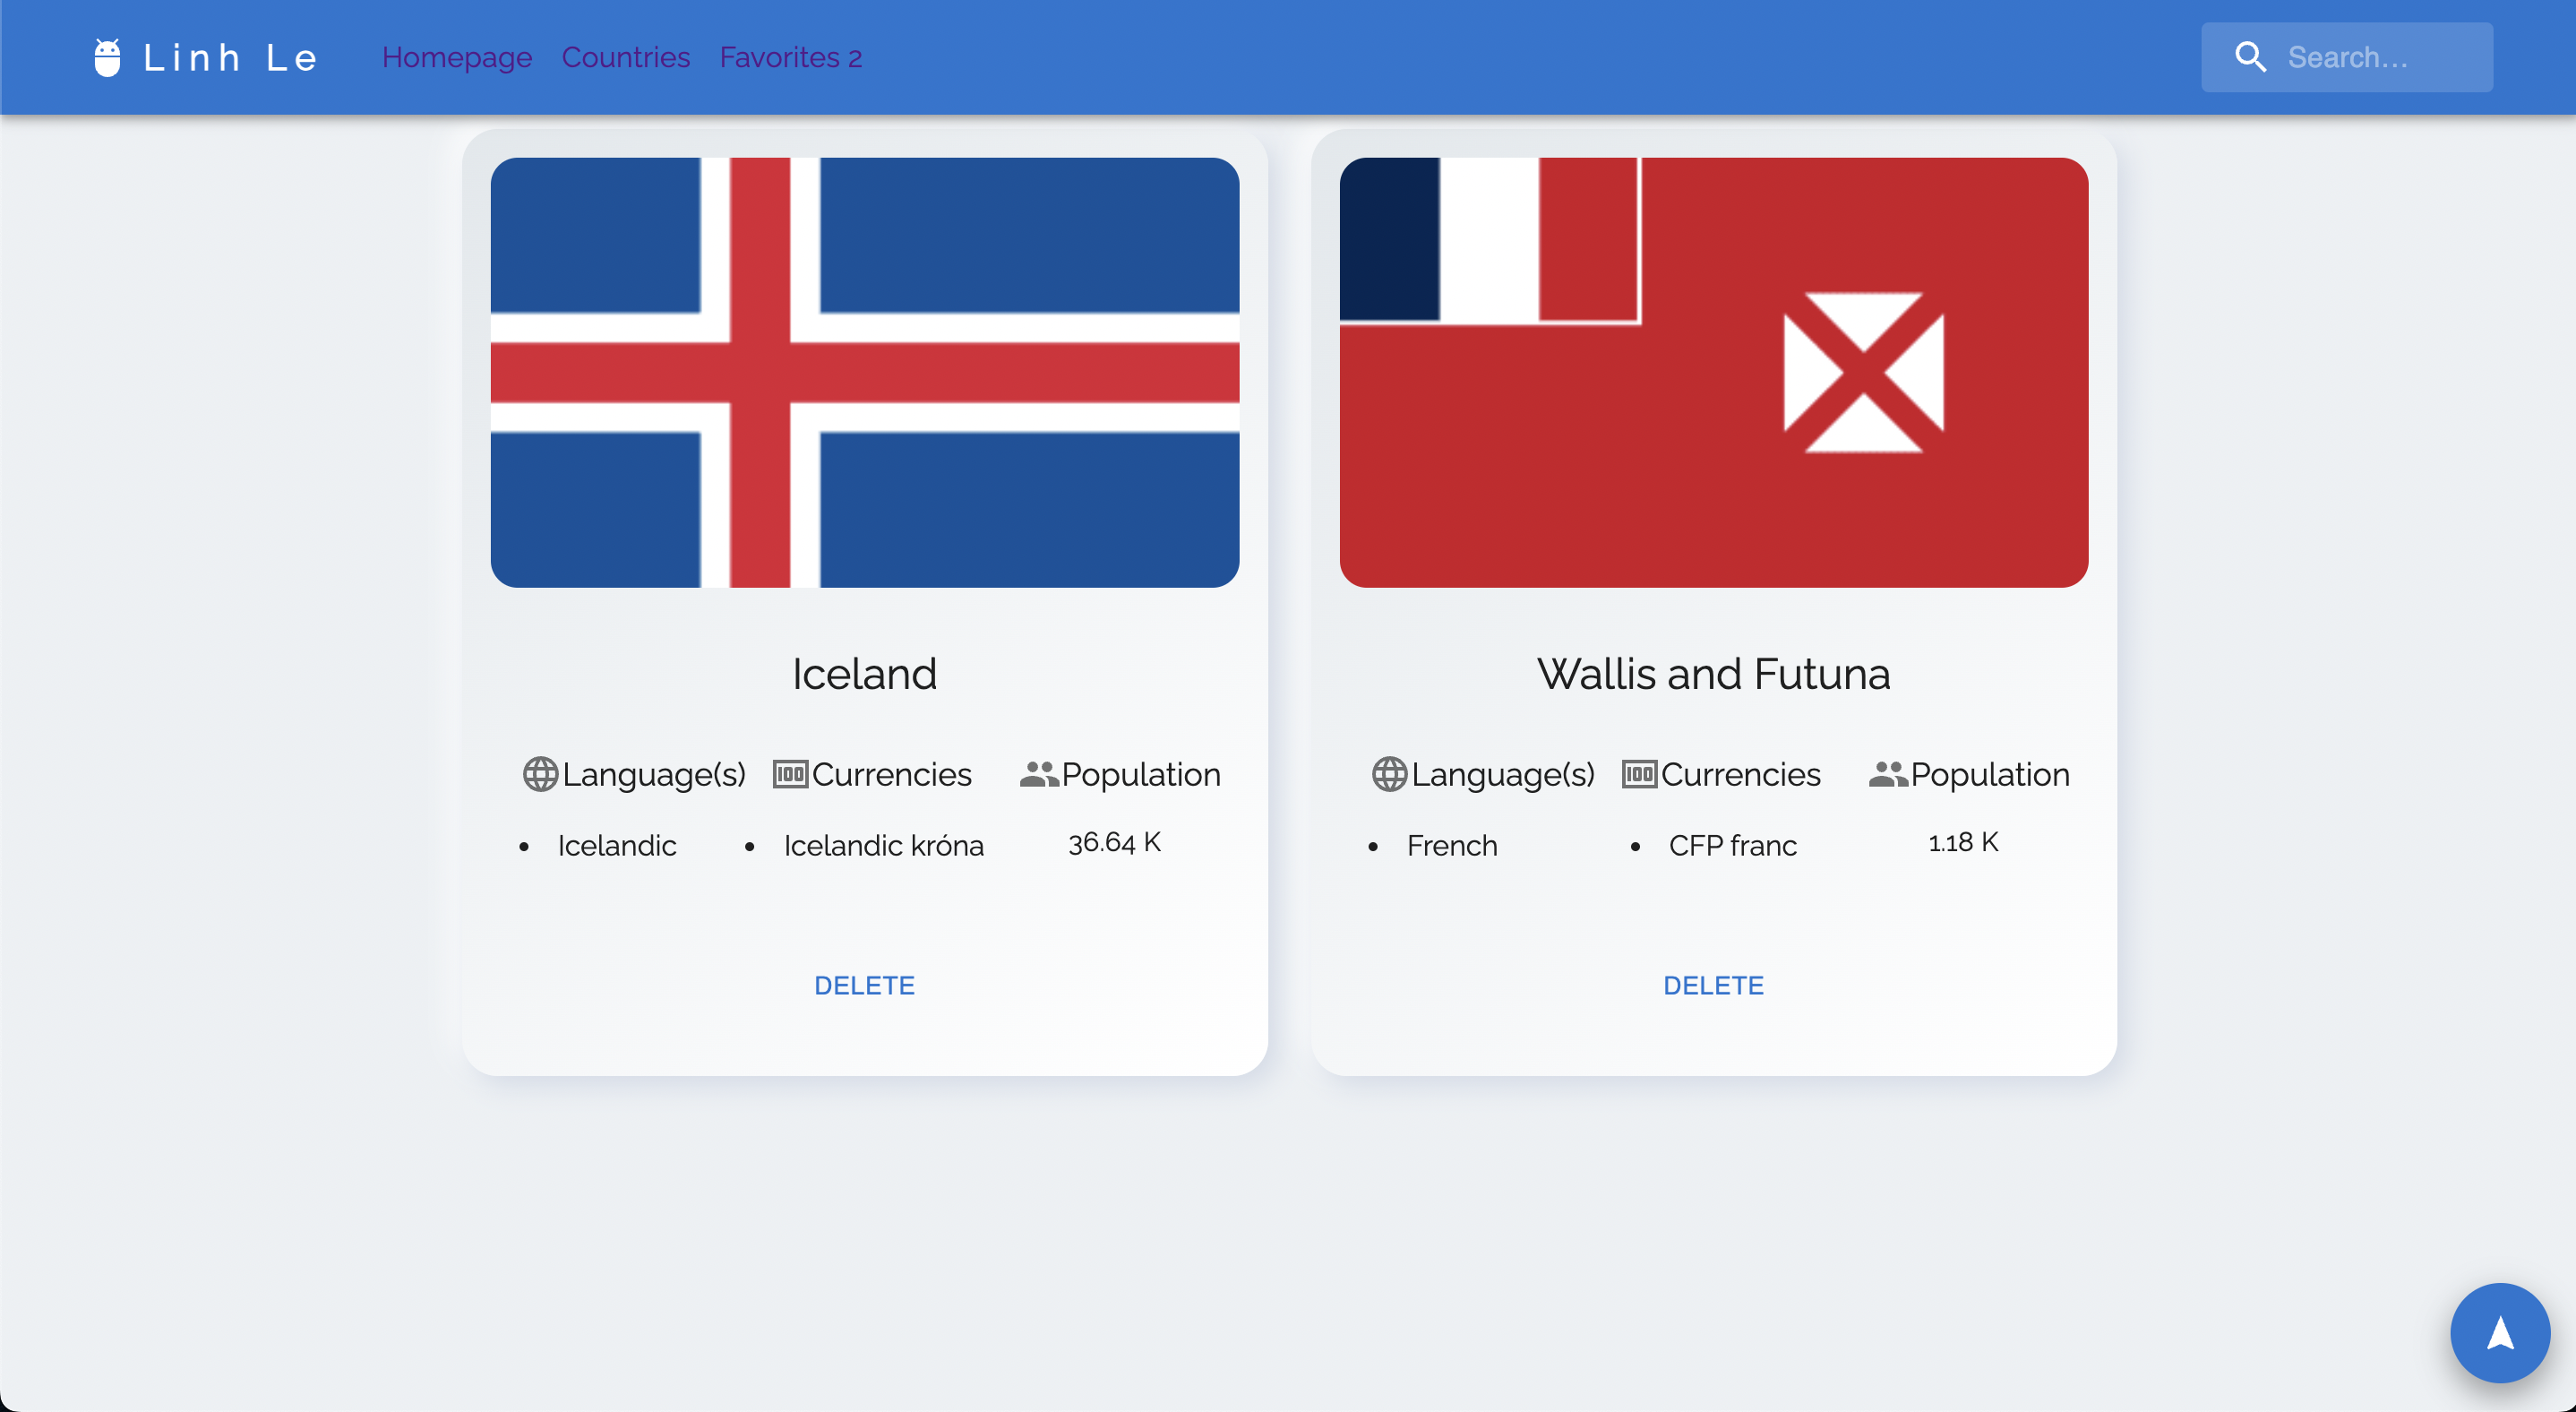 Linh Le Homepage Countries Favorites 2 Search...
Iceland
Language(s) Currencies Population
• Icelandic • Icelandic króna 36.64 K
DELETE
Wallis and Futuna
Language(s) Currencies Population
• French • CFP franc 1.18 K
DELETE